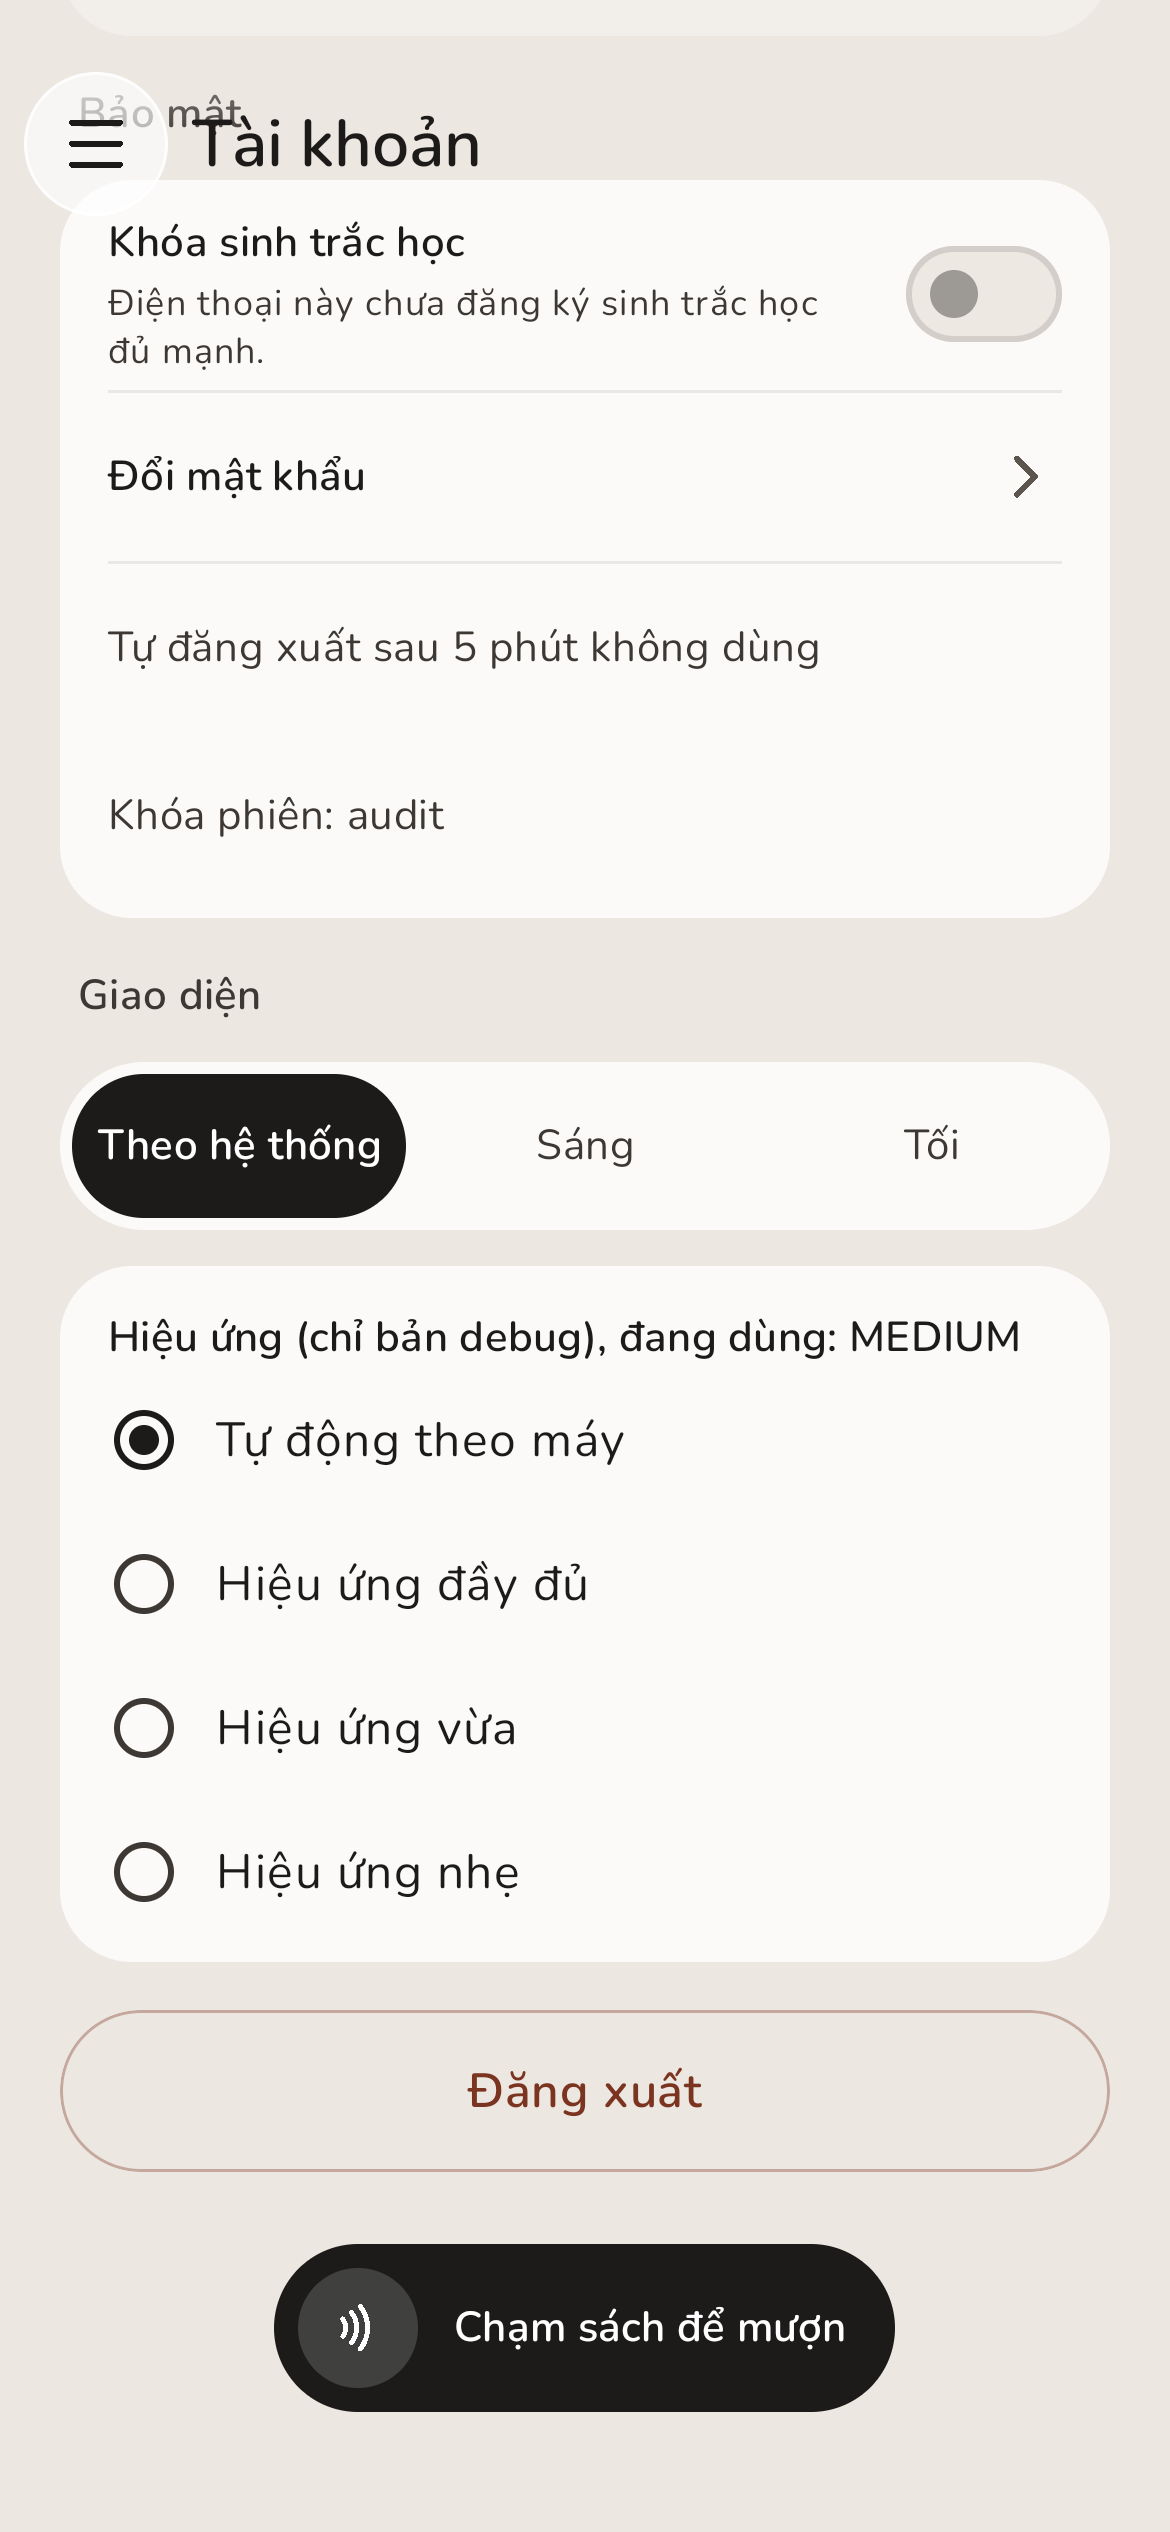 Bảo mật
Tài khoản
Khóa sinh trắc học
Điện thoại này chưa đăng ký sinh trắc học
đủ mạnh.
Đổi mật khẩu
Tự đăng xuất sau 5 phút không dùng
Khóa phiên: audit
Giao diện
Theo hệ thống
Sáng
Tối
Hiệu ứng (chỉ bản debug), đang dùng: MEDIUM
Tự động theo máy
Hiệu ứng đầy đủ
Hiệu ứng vừa
Hiệu ứng nhẹ
Đăng xuất
Chạm sách để mượn